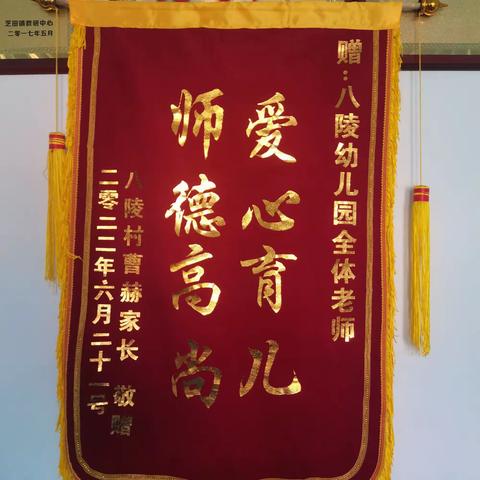 芝田镇教研中心
二零一七年五月
赠：八陵幼儿园全体老师
爱心育儿
师德高尚
八陵村曹赫家长 敬赠
二零二二年六月二十一号